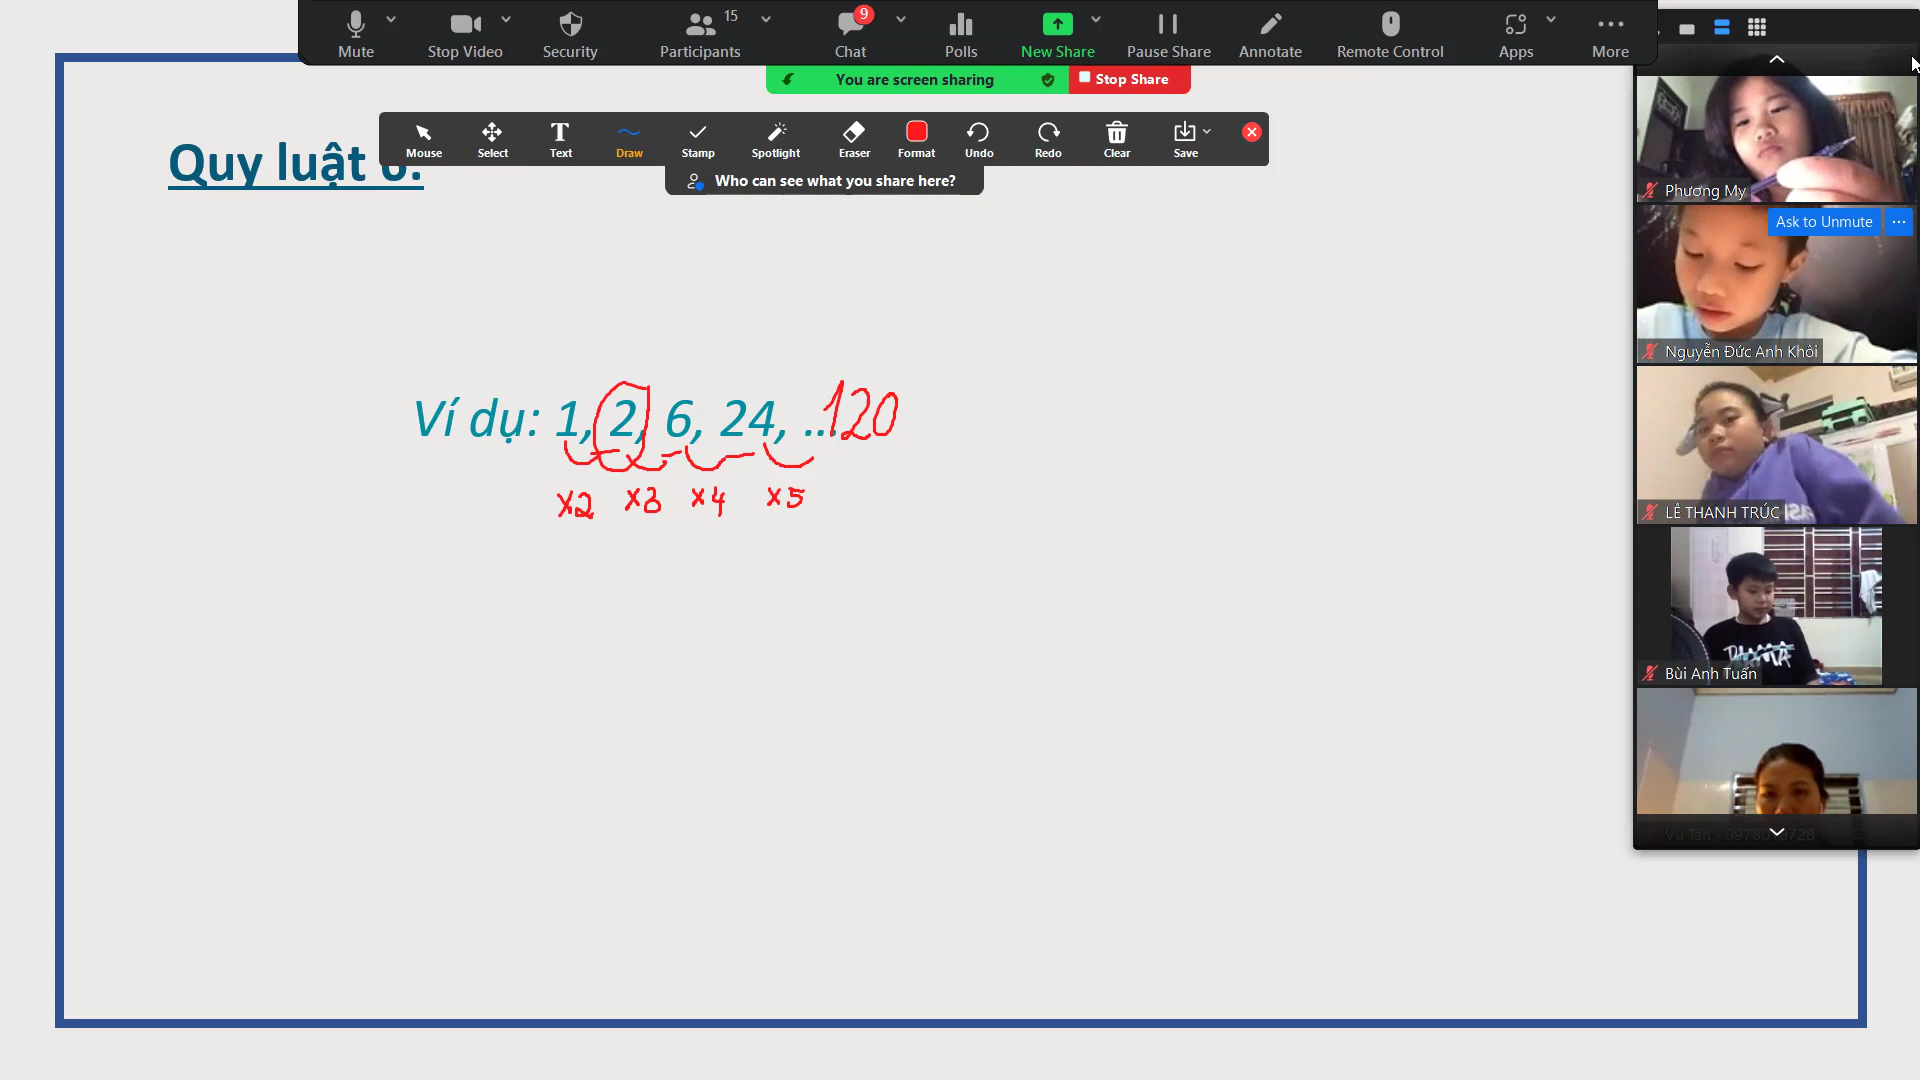 15
9
Mute
Stop Video
Security
Participants
Chat
Polls
New Share
Pause Share
Annotate
Remote Control
Apps
More
You are screen sharing
Stop Share
Mouse
Select
Text
Draw
Stamp
Spotlight
Eraser
Format
Undo
Redo
Clear
Save
Who can see what you share here?
Quy luật 6:
Ví dụ: 1, 2, 6, 24, ... 120
x2 x3 x4 x5
Phương My
Ask to Unmute
Nguyễn Đức Anh Khôi
LÊ THANH TRÚC
Bùi Anh Tuấn